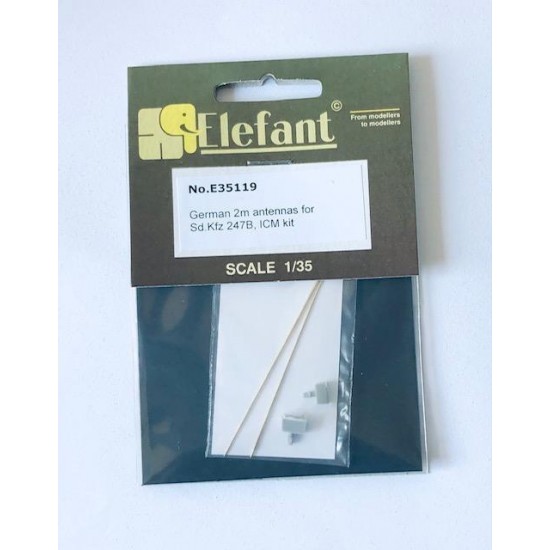 Elefant ©
From modellers
to modellers
No.E35119
German 2m antennas for
Sd.Kfz 247B, ICM kit
SCALE 1/35